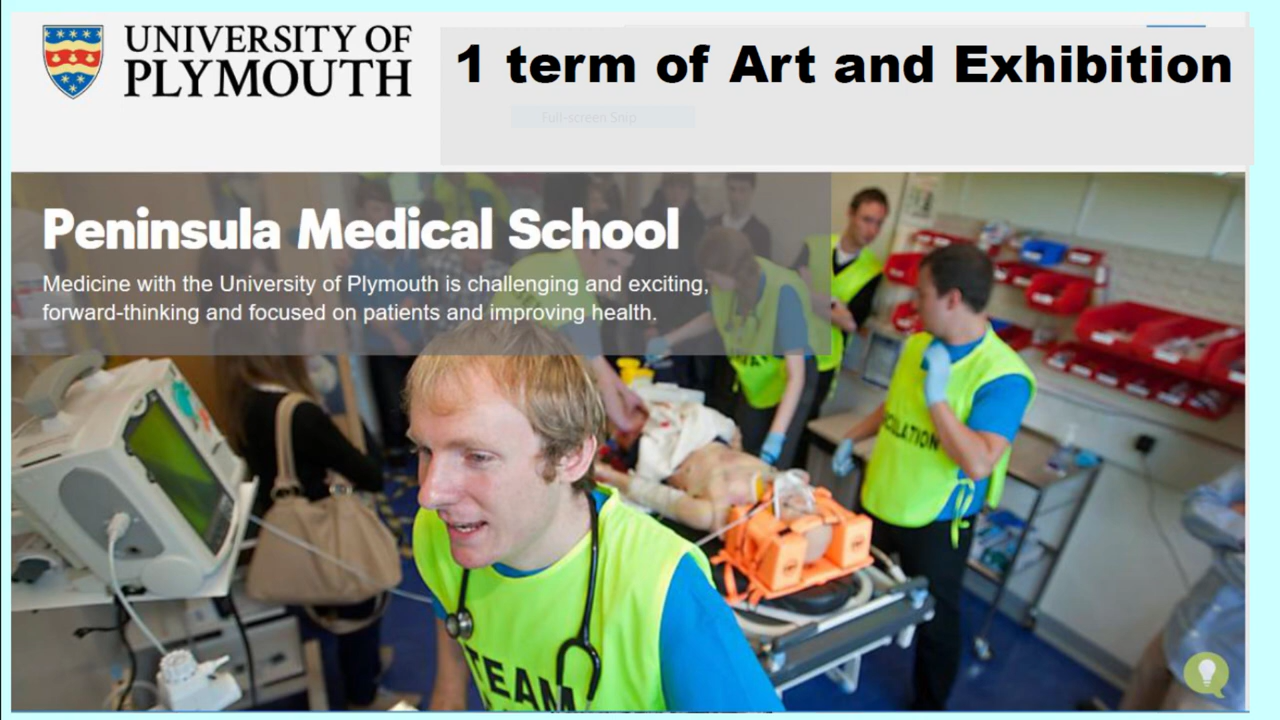 UNIVERSITY OF
PLYMOUTH
1 term of Art and Exhibition
Full-screen Snip
Peninsula Medical School
Medicine with the University of Plymouth is challenging and exciting,
forward-thinking and focused on patients and improving health.
TEAM